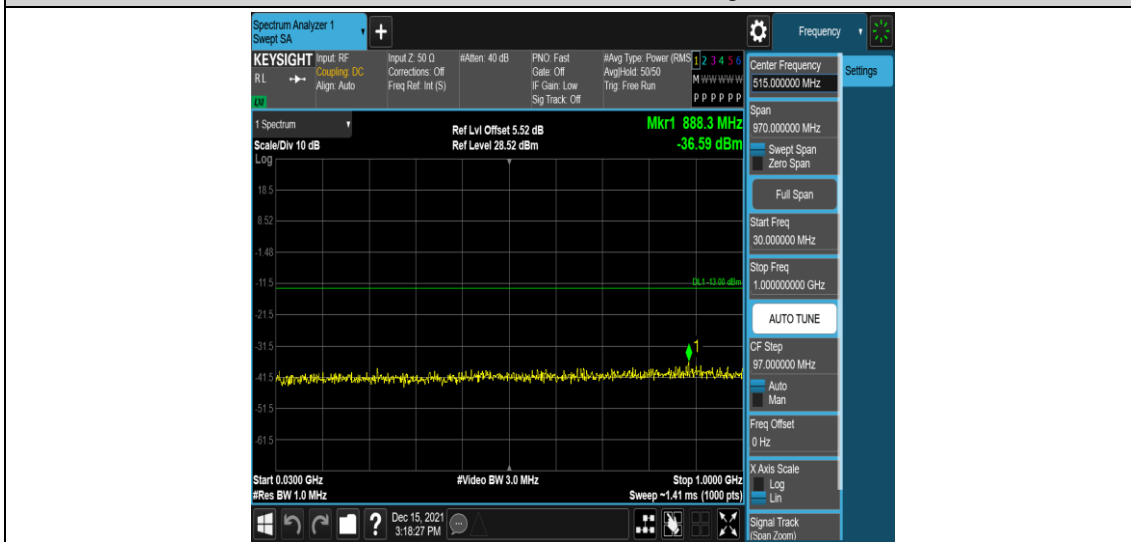 Spectrum Analyzer 1
Swept SA
+
Frequency
KEYSIGHT
RL
LXI
Input: RF
Coupling: DC
Align: Auto
Input Z: 50 Ω
Corrections: Off
Freq Ref: Int (S)
#Atten: 40 dB
PNO: Fast
Gate: Off
IF Gain: Low
Sig Track: Off
#Avg Type: Power (RMS
Avg|Hold: 50/50
Trig: Free Run
1 2 3 4 5 6
M W W W W W
P P P P P P
1 Spectrum
Scale/Div 10 dB
Log
Ref Lvl Offset 5.52 dB
Ref Level 28.52 dBm
Mkr1 888.3 MHz
-36.59 dBm
18.5
8.52
-1.48
-11.5
DL1 -13.00 dBm
-21.5
-31.5
1
-41.5
-51.5
-61.5
Start 0.0300 GHz
#Video BW 3.0 MHz
Stop 1.0000 GHz
#Res BW 1.0 MHz
Sweep ~1.41 ms (1000 pts)
?
Dec 15, 2021
3:18:27 PM
Center Frequency
515.000000 MHz
Settings
Span
970.000000 MHz
Swept Span
Zero Span
Full Span
Start Freq
30.000000 MHz
Stop Freq
1.000000000 GHz
AUTO TUNE
CF Step
97.000000 MHz
Auto
Man
Freq Offset
0 Hz
X Axis Scale
Log
Lin
Signal Track
(Span Zoom)